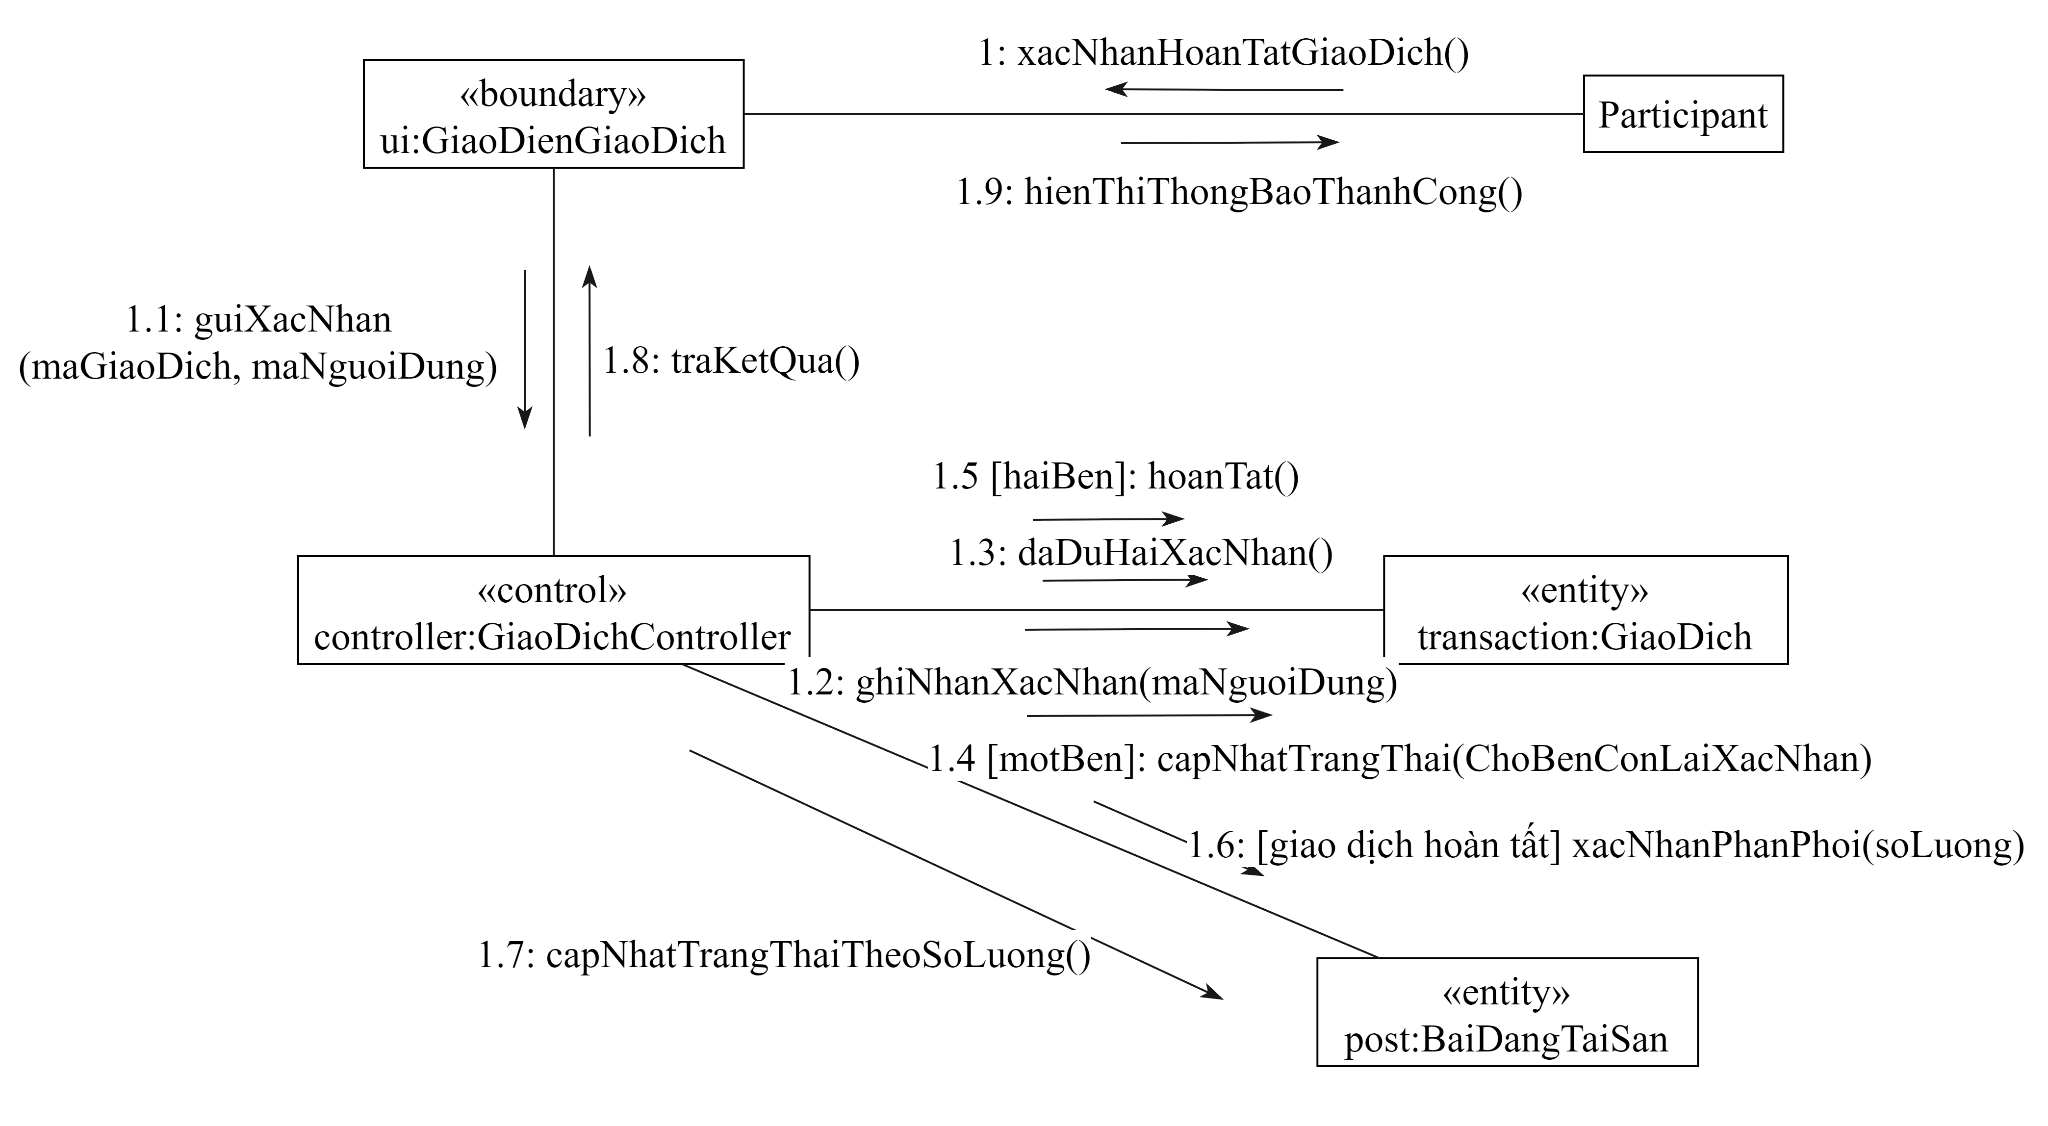 1: xacNhanHoanTatGiaoDich()
«boundary»
ui:GiaoDienGiaoDich
Participant
1.9: hienThiThongBaoThanhCong()
1.1: guiXacNhan
(maGiaoDich, maNguoiDung)
1.8: traKetQua()
1.5 [haiBen]: hoanTat()
1.3: daDuHaiXacNhan()
«control»
controller:GiaoDichController
«entity»
transaction:GiaoDich
1.2: ghiNhanXacNhan(maNguoiDung)
1.4 [motBen]: capNhatTrangThai(ChoBenConLaiXacNhan)
1.6: [giao dịch hoàn tất] xacNhanPhanPhoi(soLuong)
1.7: capNhatTrangThaiTheoSoLuong()
«entity»
post:BaiDangTaiSan